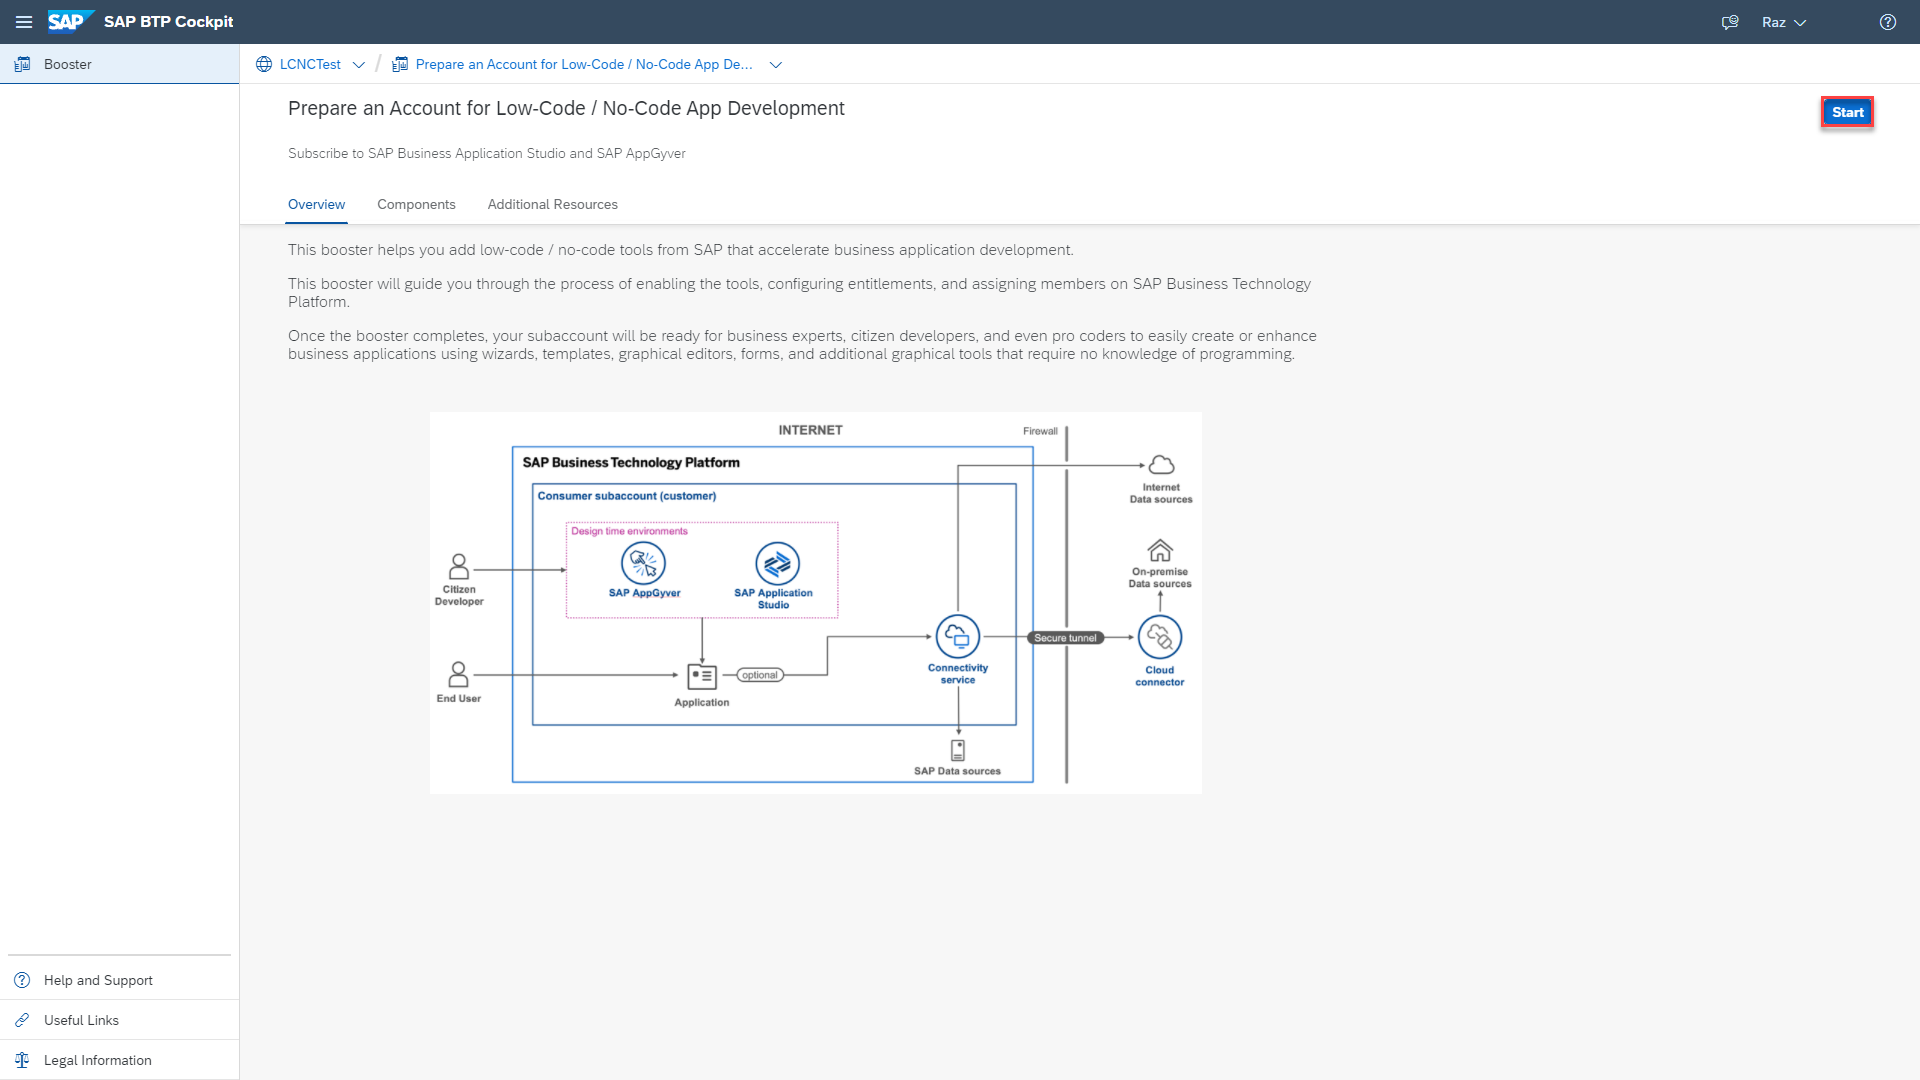 SAP
SAP BTP Cockpit
Raz
Booster
LCNCTest / Prepare an Account for Low-Code / No-Code App De...
Prepare an Account for Low-Code / No-Code App Development
Start
Subscribe to SAP Business Application Studio and SAP AppGyver
Overview
Components
Additional Resources
This booster helps you add low-code / no-code tools from SAP that accelerate business application development.
This booster will guide you through the process of enabling the tools, configuring entitlements, and assigning members on SAP Business Technology
Platform.
Once the booster completes, your subaccount will be ready for business experts, citizen developers, and even pro coders to easily create or enhance
business applications using wizards, templates, graphical editors, forms, and additional graphical tools that require no knowledge of programming.
INTERNET
Firewall
SAP Business Technology Platform
Consumer subaccount (customer)
Design time environments
SAP AppGyver
SAP Application
Studio
Citizen
Developer
End User
Application
optional
Connectivity
service
SAP Data sources
Secure tunnel
Internet
Data sources
On-premise
Data sources
Cloud
connector
Help and Support
Useful Links
Legal Information